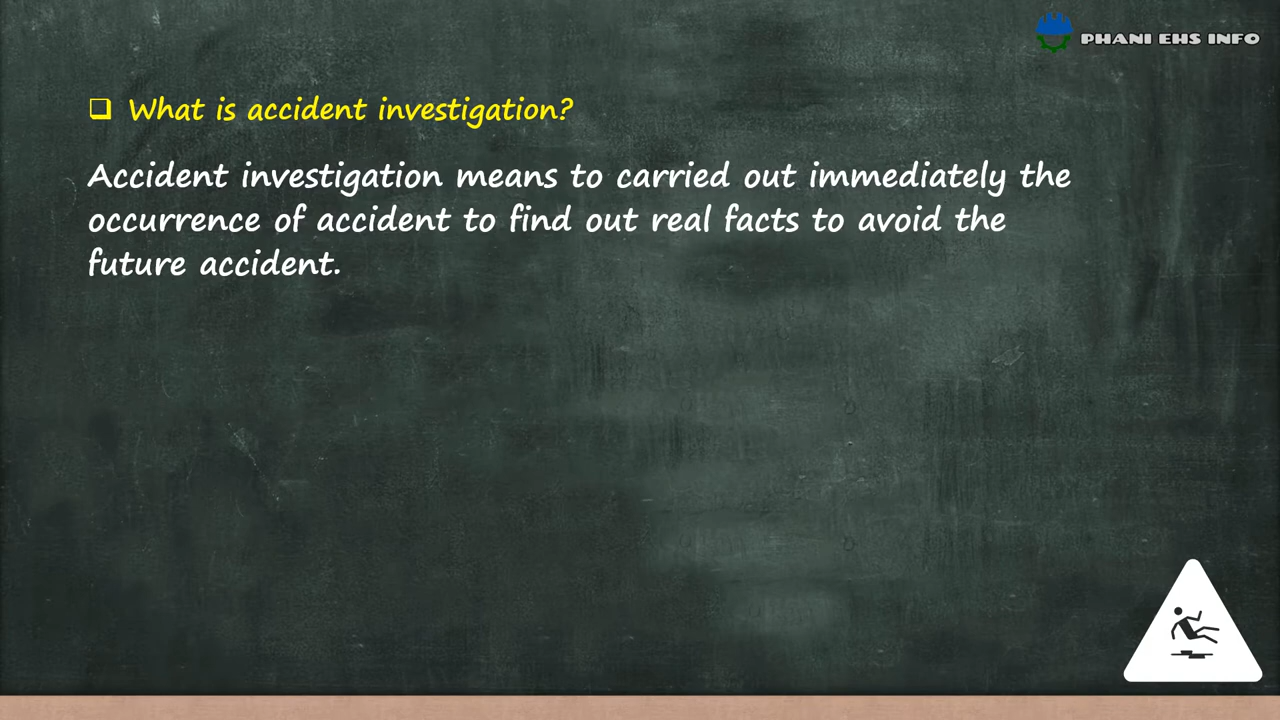 PHANI EHS INFO
What is accident investigation?
Accident investigation means to carried out immediately the
occurrence of accident to find out real facts to avoid the
future accident.